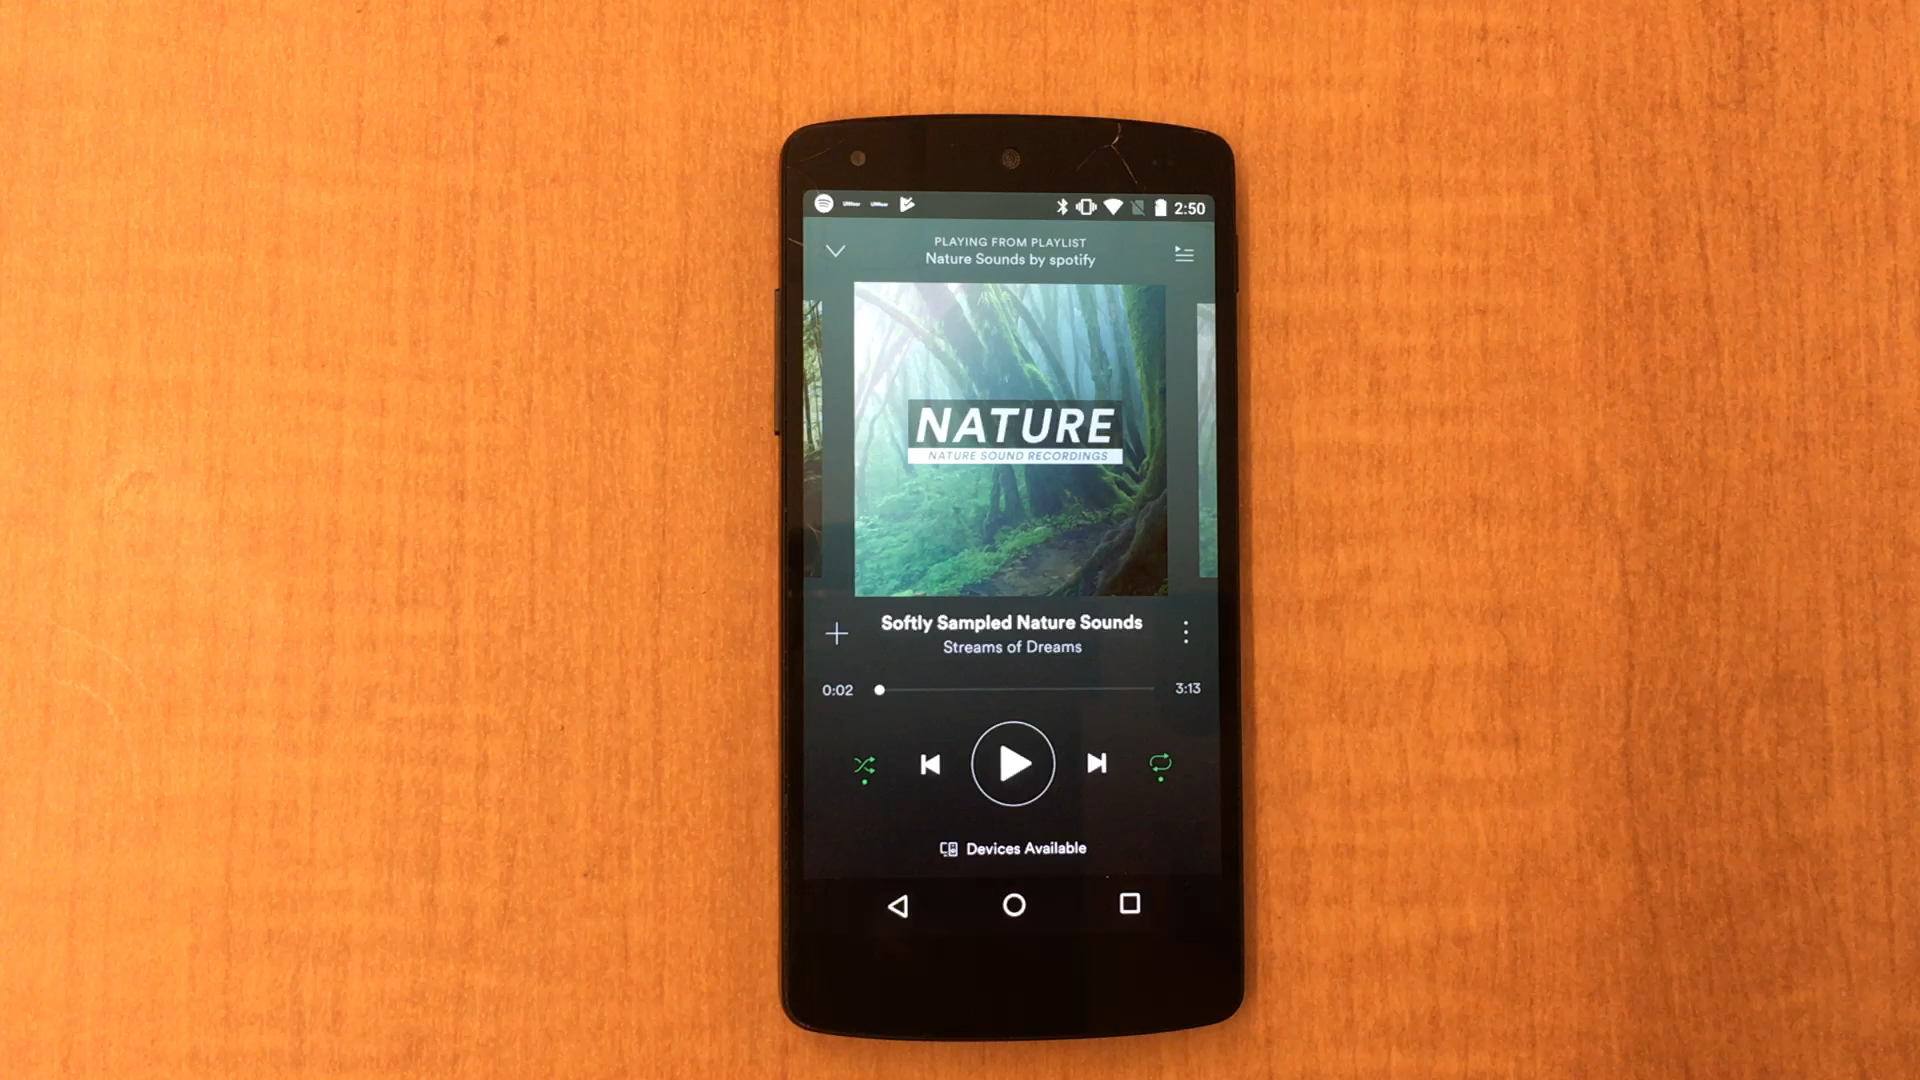 2:50
PLAYING FROM PLAYLIST
Nature Sounds by spotify
NATURE
NATURE SOUND RECORDINGS
Softly Sampled Nature Sounds
Streams of Dreams
0:02
3:13
Devices Available